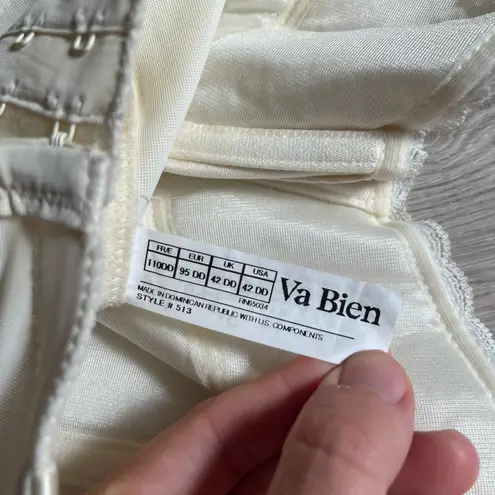 FR/E EUR UK USA
110DD 95 DD 42 DD 42 DD
Va Bien
RN65034
MADE IN DOMINICAN REPUBLIC WITH U.S. COMPONENTS
STYLE # 513